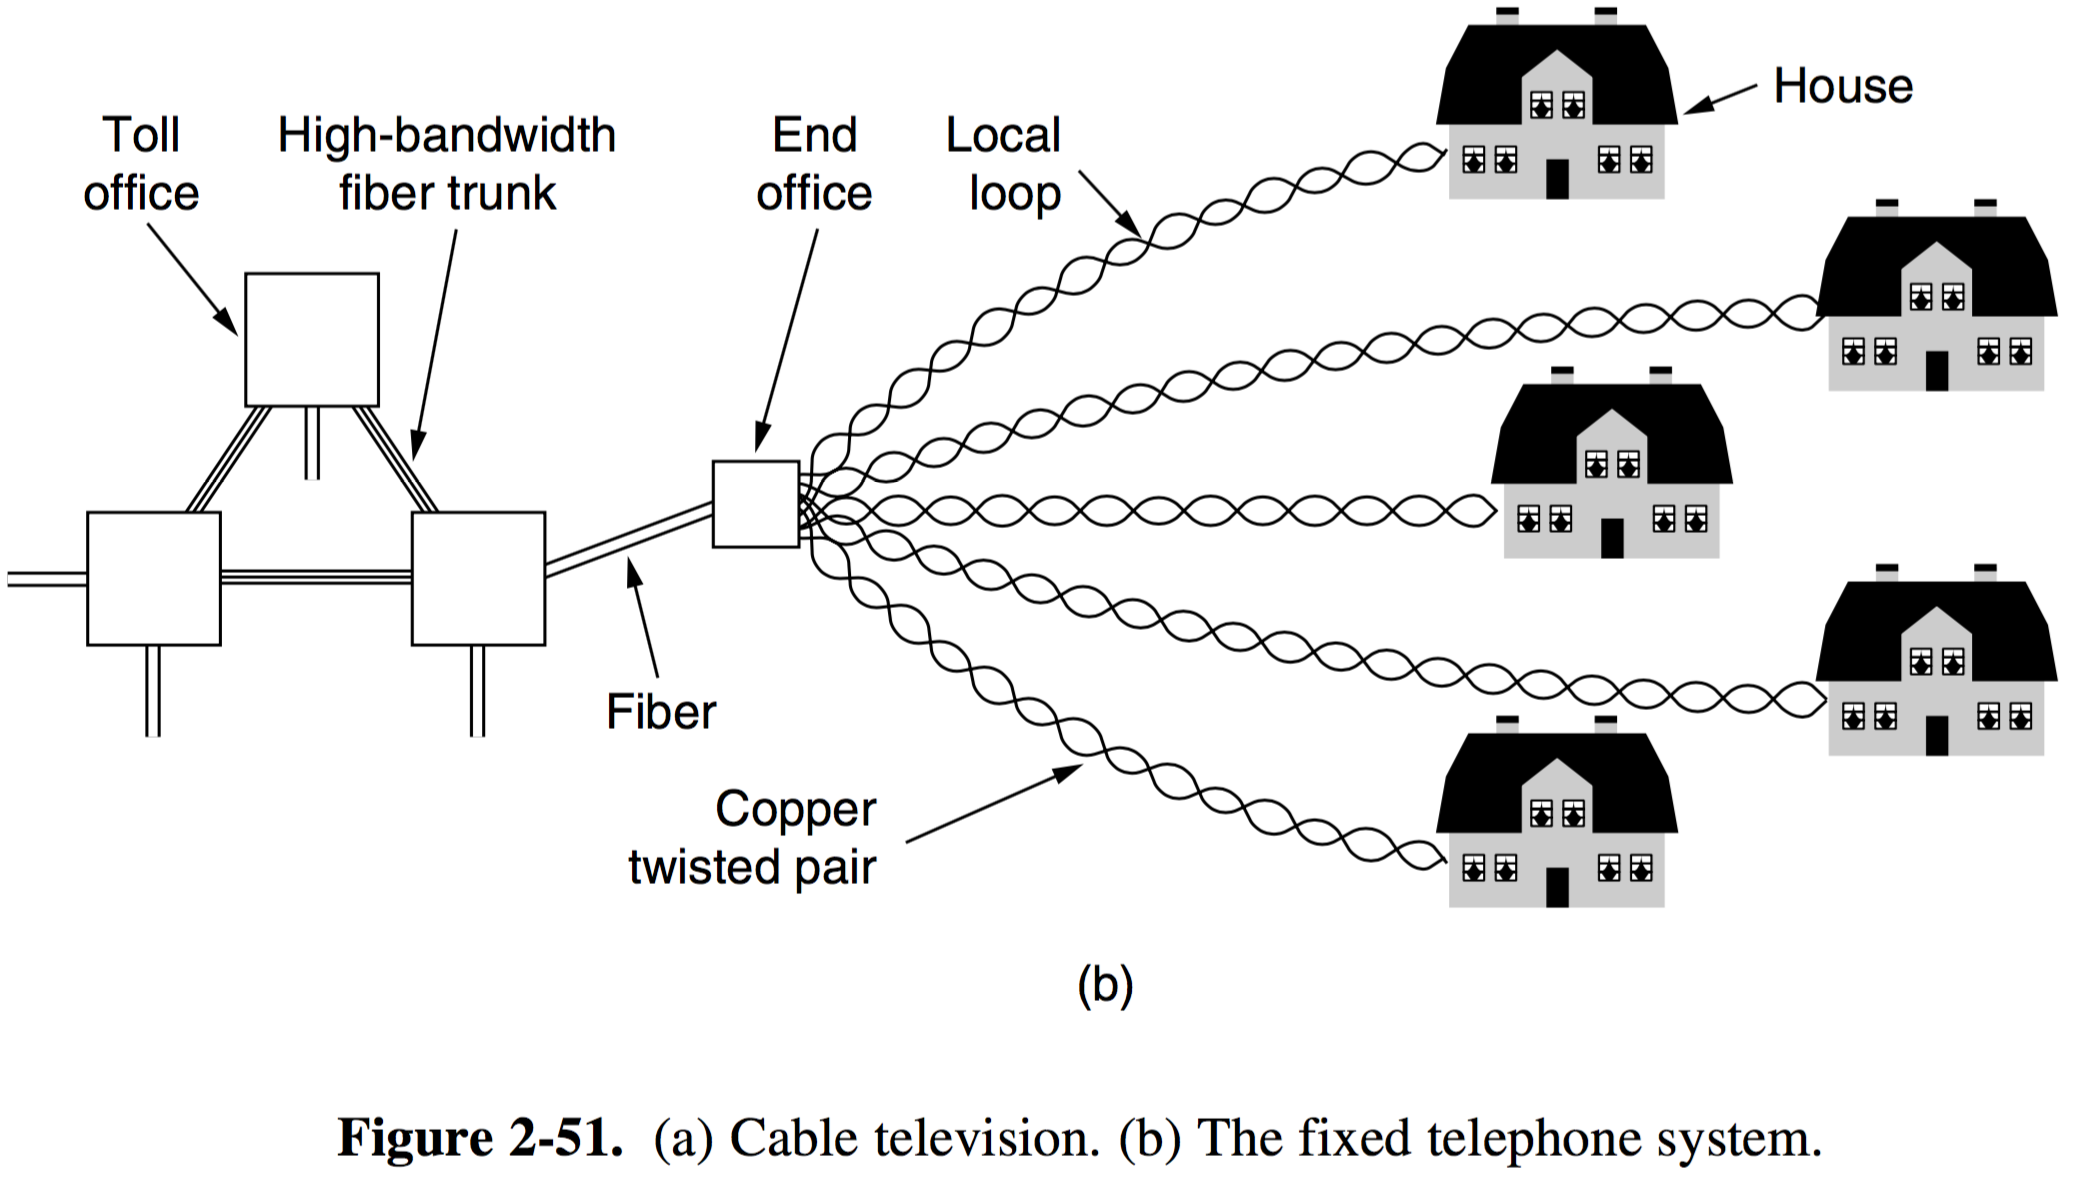 Toll
office
High-bandwidth
fiber trunk
End
office
Local
loop
House
Fiber
Copper
twisted pair
(b)
Figure 2-51. (a) Cable television. (b) The fixed telephone system.